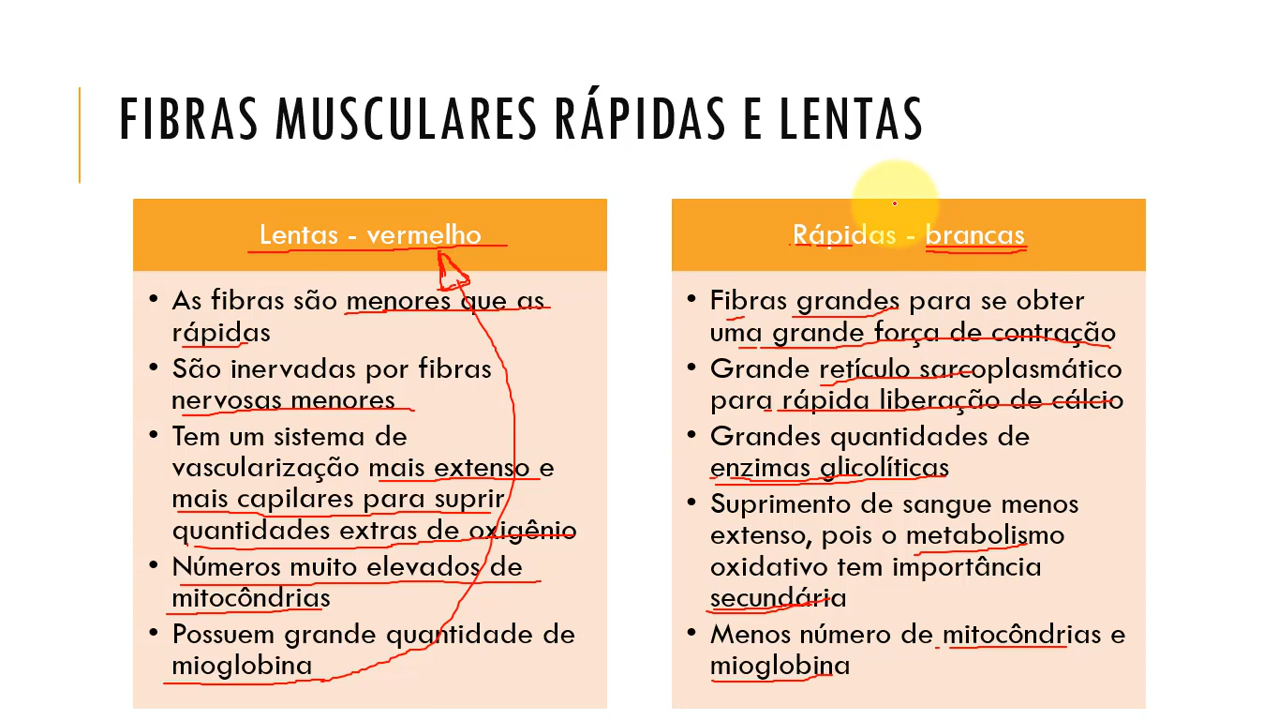 FIBRAS MUSCULARES RÁPIDAS E LENTAS
Lentas - vermelho
• As fibras são menores que as
rápidas
• São inervadas por fibras
nervosas menores
• Tem um sistema de
vascularização mais extenso e
mais capilares para suprir
quantidades extras de oxigênio
• Números muito elevados de
mitocôndrias
• Possuem grande quantidade de
mioglobina
Rápidas - brancas
• Fibras grandes para se obter
uma grande força de contração
• Grande retículo sarcoplasmático
para rápida liberação de cálcio
• Grandes quantidades de
enzimas glicolíticas
• Suprimento de sangue menos
extenso, pois o metabolismo
oxidativo tem importância
secundária
• Menos número de mitocôndrias e
mioglobina